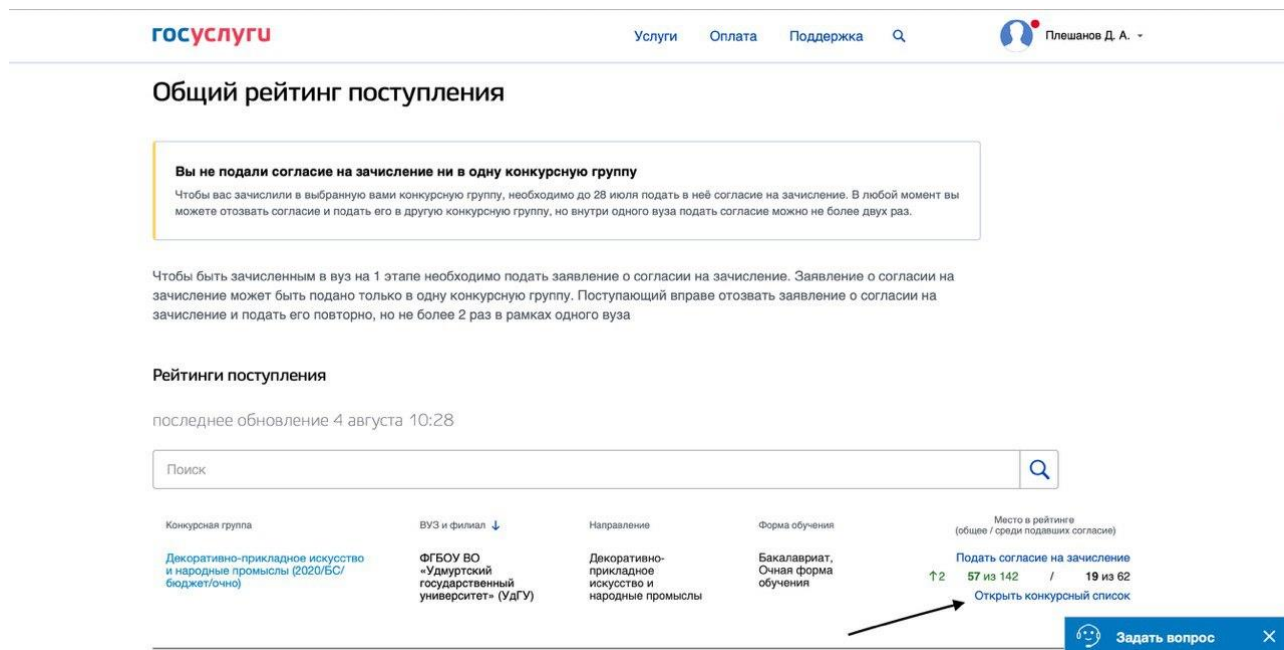 госуслуги
Услуги Оплата Поддержка Плешанов Д. А.
Общий рейтинг поступления
Вы не подали согласие на зачисление ни в одну конкурсную группу
Чтобы вас зачислили в выбранную вами конкурсную группу, необходимо до 28 июля подать в неё согласие на зачисление. В любой момент вы
можете отозвать согласие и подать его в другую конкурсную группу, но внутри одного вуза подать согласие можно не более двух раз.
Чтобы быть зачисленным в вуз на 1 этапе необходимо подать заявление о согласии на зачисление. Заявление о согласии на
зачисление может быть подано только в одну конкурсную группу. Поступающий вправе отозвать заявление о согласии на
зачисление и подать его повторно, но не более 2 раз в рамках одного вуза
Рейтинги поступления
последнее обновление 4 августа 10:28
Поиск
Конкурсная группа
Декоративно-прикладное искусство
и народные промыслы (2020/БС/
бюджет/очно)
ВУЗ и филиал ↓
ФГБОУ ВО
«Удмуртский
государственный
университет» (УдГУ)
Направление
Декоративно-
прикладное
искусство и
народные промыслы
Форма обучения
Бакалавриат,
Очная форма
обучения
Место в рейтинге
(общее / среди подавших согласие)
Подать согласие на зачисление
↑2 57 из 142 / 19 из 62
Открыть конкурсный список
Задать вопрос